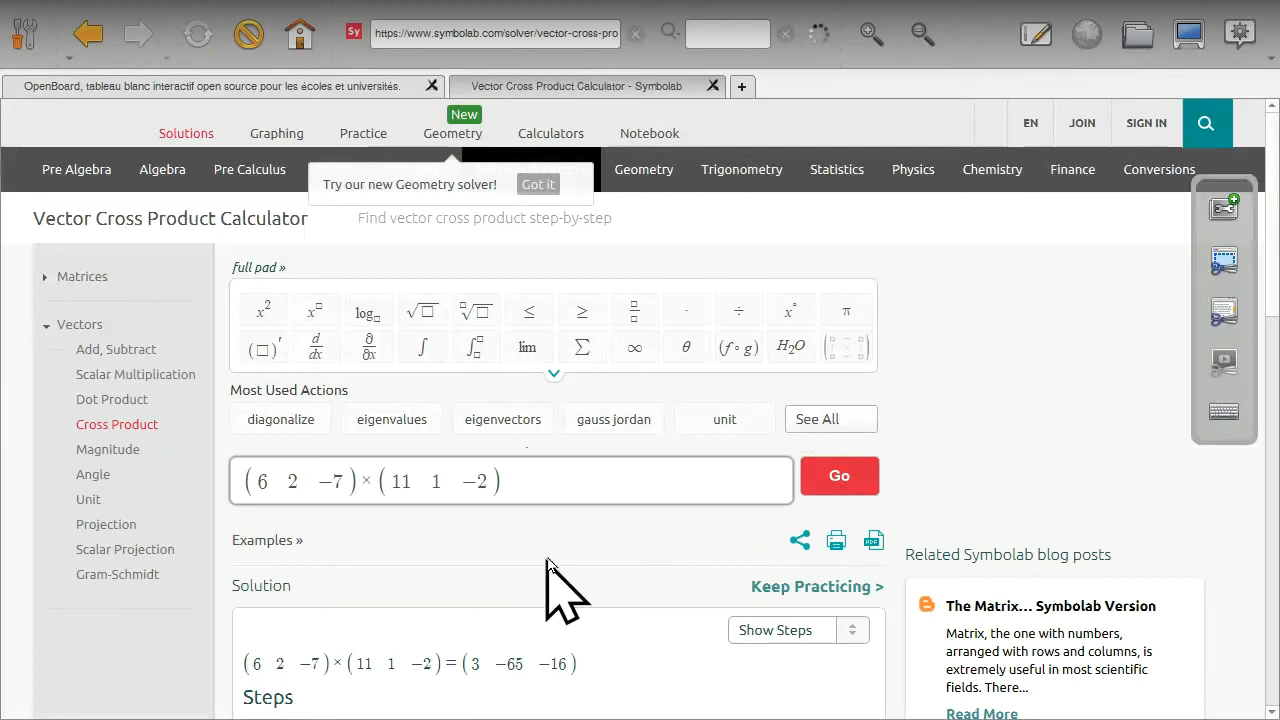 Sy https://www.symbolab.com/solver/vector-cross-pro
OpenBoard, tableau blanc interactif open source pour les écoles et universités.
Vector Cross Product Calculator - Symbolab
New
Solutions Graphing Practice Geometry Calculators Notebook EN JOIN SIGN IN
Pre Algebra Algebra Pre Calculus Geometry Trigonometry Statistics Physics Chemistry Finance Conversions
Try our new Geometry solver! Got it
Vector Cross Product Calculator Find vector cross product step-by-step
Matrices
Vectors
Add, Subtract
Scalar Multiplication
Dot Product
Cross Product
Magnitude
Angle
Unit
Projection
Scalar Projection
Gram-Schmidt
full pad »
x² x^□ log_□ √□ ^□√□ ≤ ≥ □/□ · ÷ x° π
(□)' d/dx ∂/∂x ∫ ∫_□^□ lim ∑ ∞ θ (f∘g) H₂O
Most Used Actions
diagonalize eigenvalues eigenvectors gauss jordan unit See All
(6 2 −7)×(11 1 −2) Go
Examples »
Solution Keep Practicing >
Show Steps
(6 2 −7)×(11 1 −2)=(3 −65 −16)
Steps
Related Symbolab blog posts
The Matrix… Symbolab Version
Matrix, the one with numbers,
arranged with rows and columns, is
extremely useful in most scientific
fields. There...
Read More